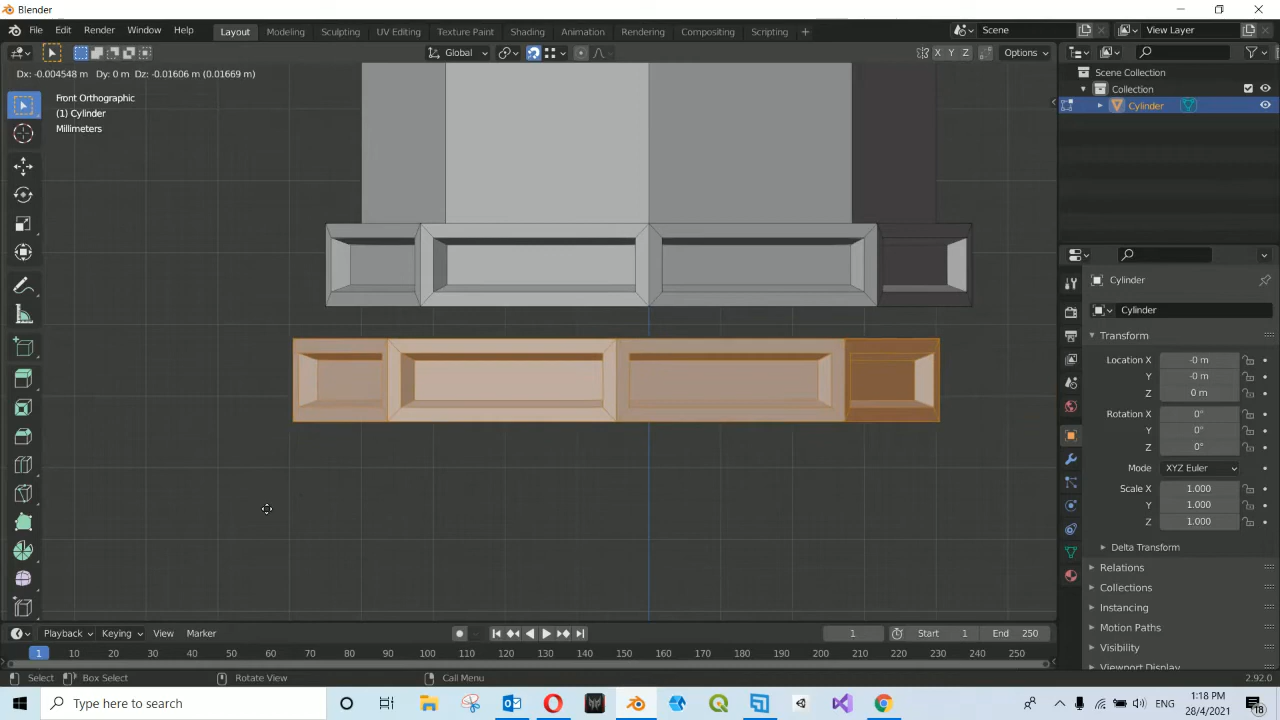 Blender
File Edit Render Window Help Layout Modeling Sculpting UV Editing Texture Paint Shading Animation Rendering Compositing Scripting + Scene View Layer
Global X Y Z Options
Dx: -0.004548 m Dy: 0 m Dz: -0.01606 m (0.01669 m)
Front Orthographic
(1) Cylinder
Millimeters
Scene Collection
Collection
Cylinder
Cylinder
Cylinder
Transform
Location X -0 m
Y -0 m
Z 0 m
Rotation X 0°
Y 0°
Z 0°
Mode XYZ Euler
Scale X 1.000
Y 1.000
Z 1.000
Delta Transform
Relations
Collections
Instancing
Motion Paths
Visibility
Viewport Display
Playback Keying View Marker 1 Start 1 End 250
1 10 20 30 40 50 60 70 80 90 100 110 120 130 140 150 160 170 180 190 200 210 220 230 240 250
Select Box Select Rotate View Call Menu 2.92.0
Type here to search ENG 1:18 PM
28/4/2021 18